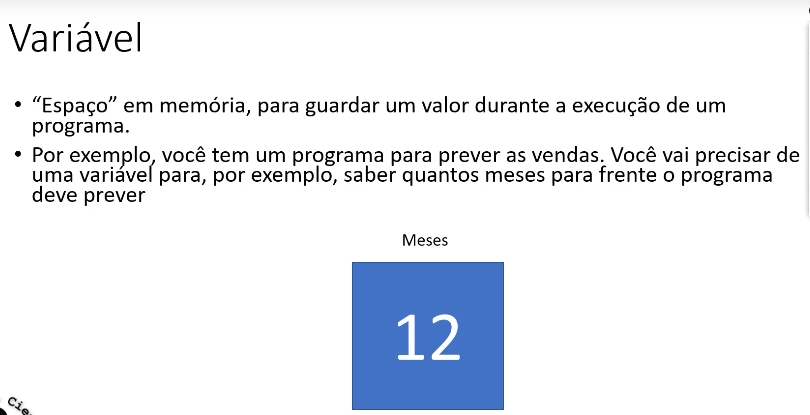 Variável
• “Espaço” em memória, para guardar um valor durante a execução de um
programa.
• Por exemplo, você tem um programa para prever as vendas. Você vai precisar de
uma variável para, por exemplo, saber quantos meses para frente o programa
deve prever
Meses
12